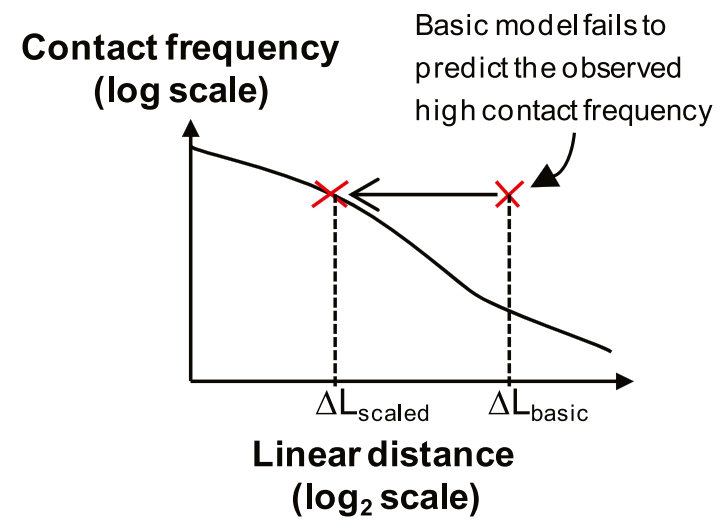 Contact frequency
(log scale)
Basic model fails to
predict the observed
high contact frequency
ΔLscaled
ΔLbasic
Linear distance
(log2 scale)